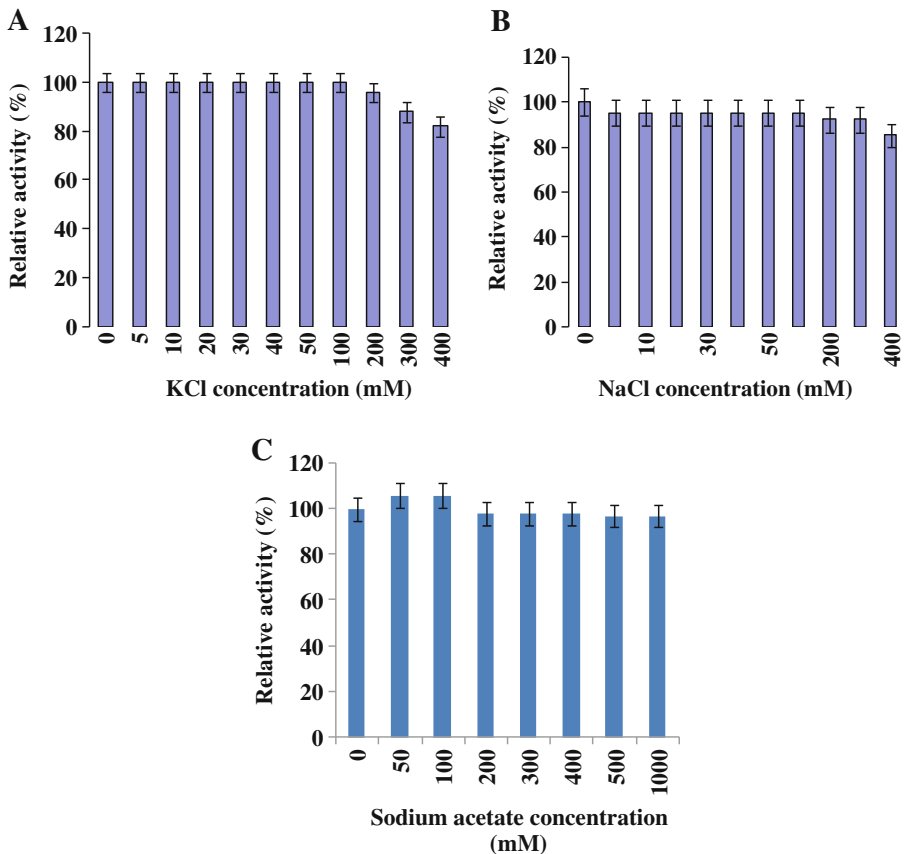 A
120
100
80
60
40
20
0
Relative activity (%)
0 5 10 20 30 40 50 100 200 300 400
KCl concentration (mM)
B
120
100
80
60
40
20
0
Relative activity (%)
0 10 30 50 200 400
NaCl concentration (mM)
C
120
100
80
60
40
20
0
Relative activity (%)
0 50 100 200 300 400 500 1000
Sodium acetate concentration
(mM)